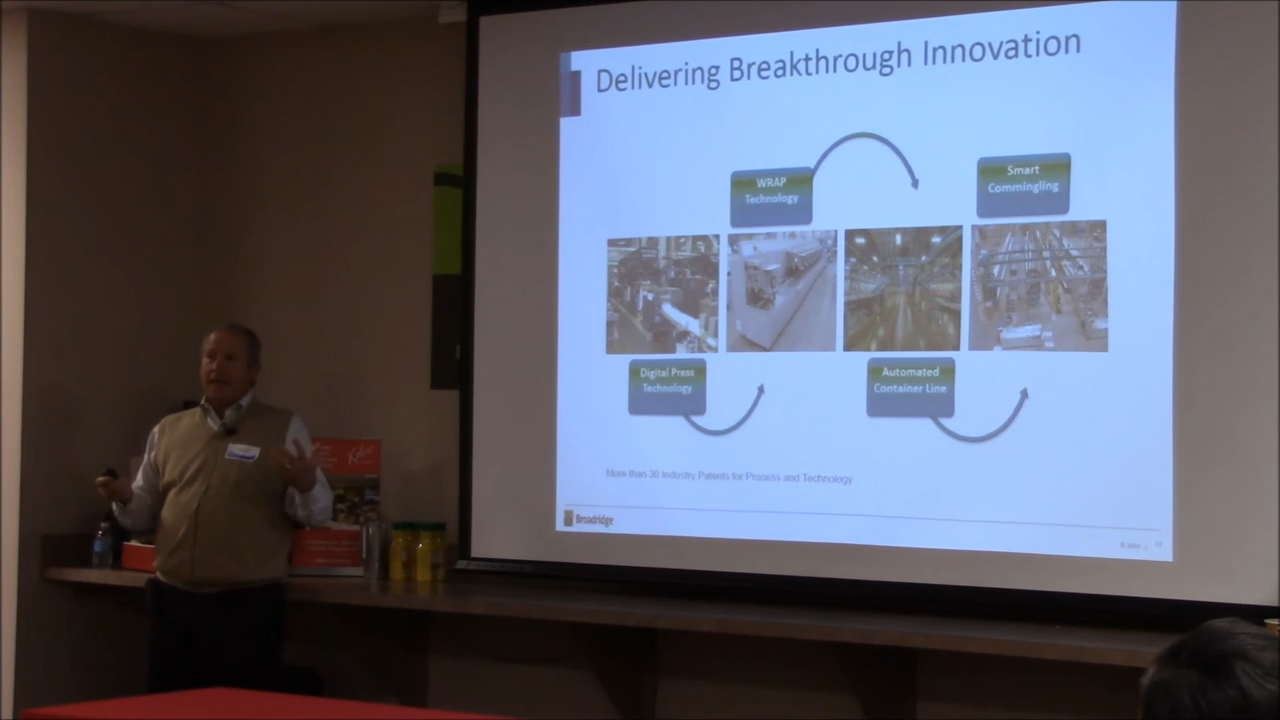 Delivering Breakthrough Innovation
WRAP
Technology
Smart
Commingling
Digital Press
Technology
Automated
Container Line
More than 30 Industry Patents for Process and Technology
Broadridge